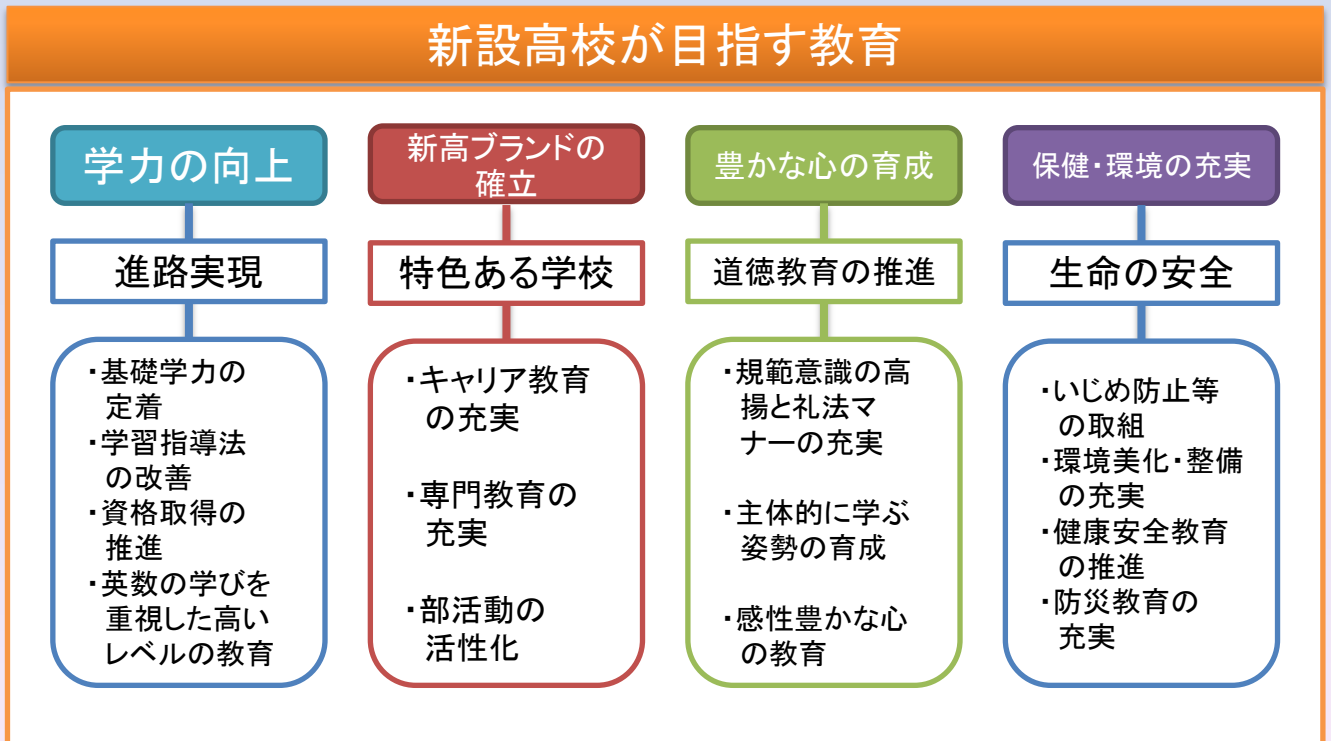 新設高校が目指す教育
学力の向上
進路実現
・基礎学力の
定着
・学習指導法
の改善
・資格取得の
推進
・英数の学びを
重視した高い
レベルの教育
新高ブランドの
確立
特色ある学校
・キャリア教育
の充実
・専門教育の
充実
・部活動の
活性化
豊かな心の育成
道徳教育の推進
・規範意識の高
揚と礼法マ
ナーの充実
・主体的に学ぶ
姿勢の育成
・感性豊かな心
の教育
保健・環境の充実
生命の安全
・いじめ防止等
の取組
・環境美化・整備
の充実
・健康安全教育
の推進
・防災教育の
充実